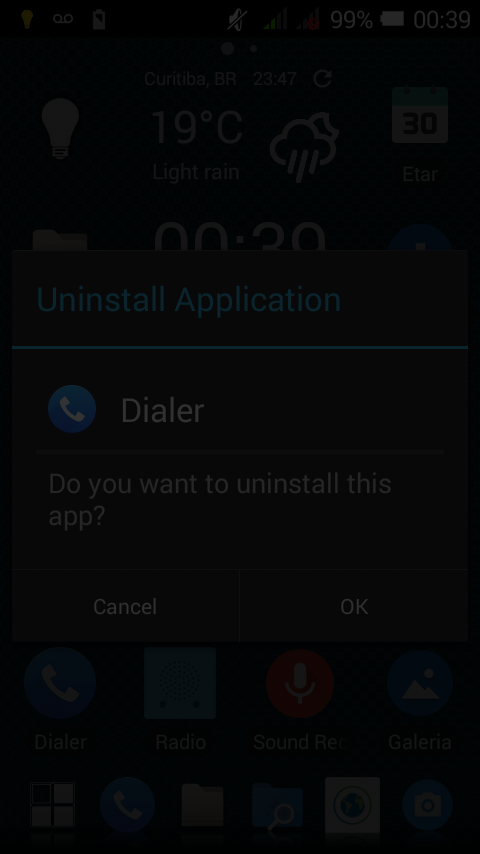 99% 00:39
Curitiba, BR 23:47
19°C
Light rain
30
Etar
00:39
Uninstall Application
Dialer
Do you want to uninstall this
app?
Cancel OK
Dialer Radio Sound Rec Galeria